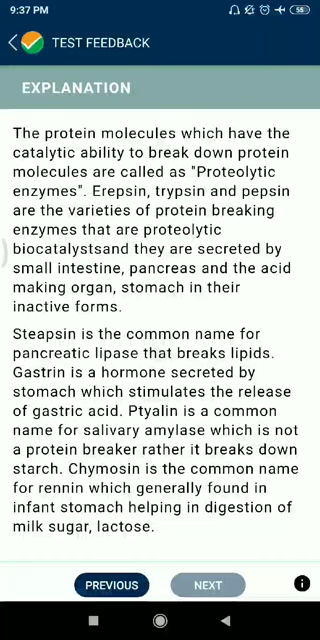 9:37 PM
55
TEST FEEDBACK
EXPLANATION
The protein molecules which have the
catalytic ability to break down protein
molecules are called as "Proteolytic
enzymes". Erepsin, trypsin and pepsin
are the varieties of protein breaking
enzymes that are proteolytic
biocatalystsand they are secreted by
small intestine, pancreas and the acid
making organ, stomach in their
inactive forms.
Steapsin is the common name for
pancreatic lipase that breaks lipids.
Gastrin is a hormone secreted by
stomach which stimulates the release
of gastric acid. Ptyalin is a common
name for salivary amylase which is not
a protein breaker rather it breaks down
starch. Chymosin is the common name
for rennin which generally found in
infant stomach helping in digestion of
milk sugar, lactose.
PREVIOUS
NEXT